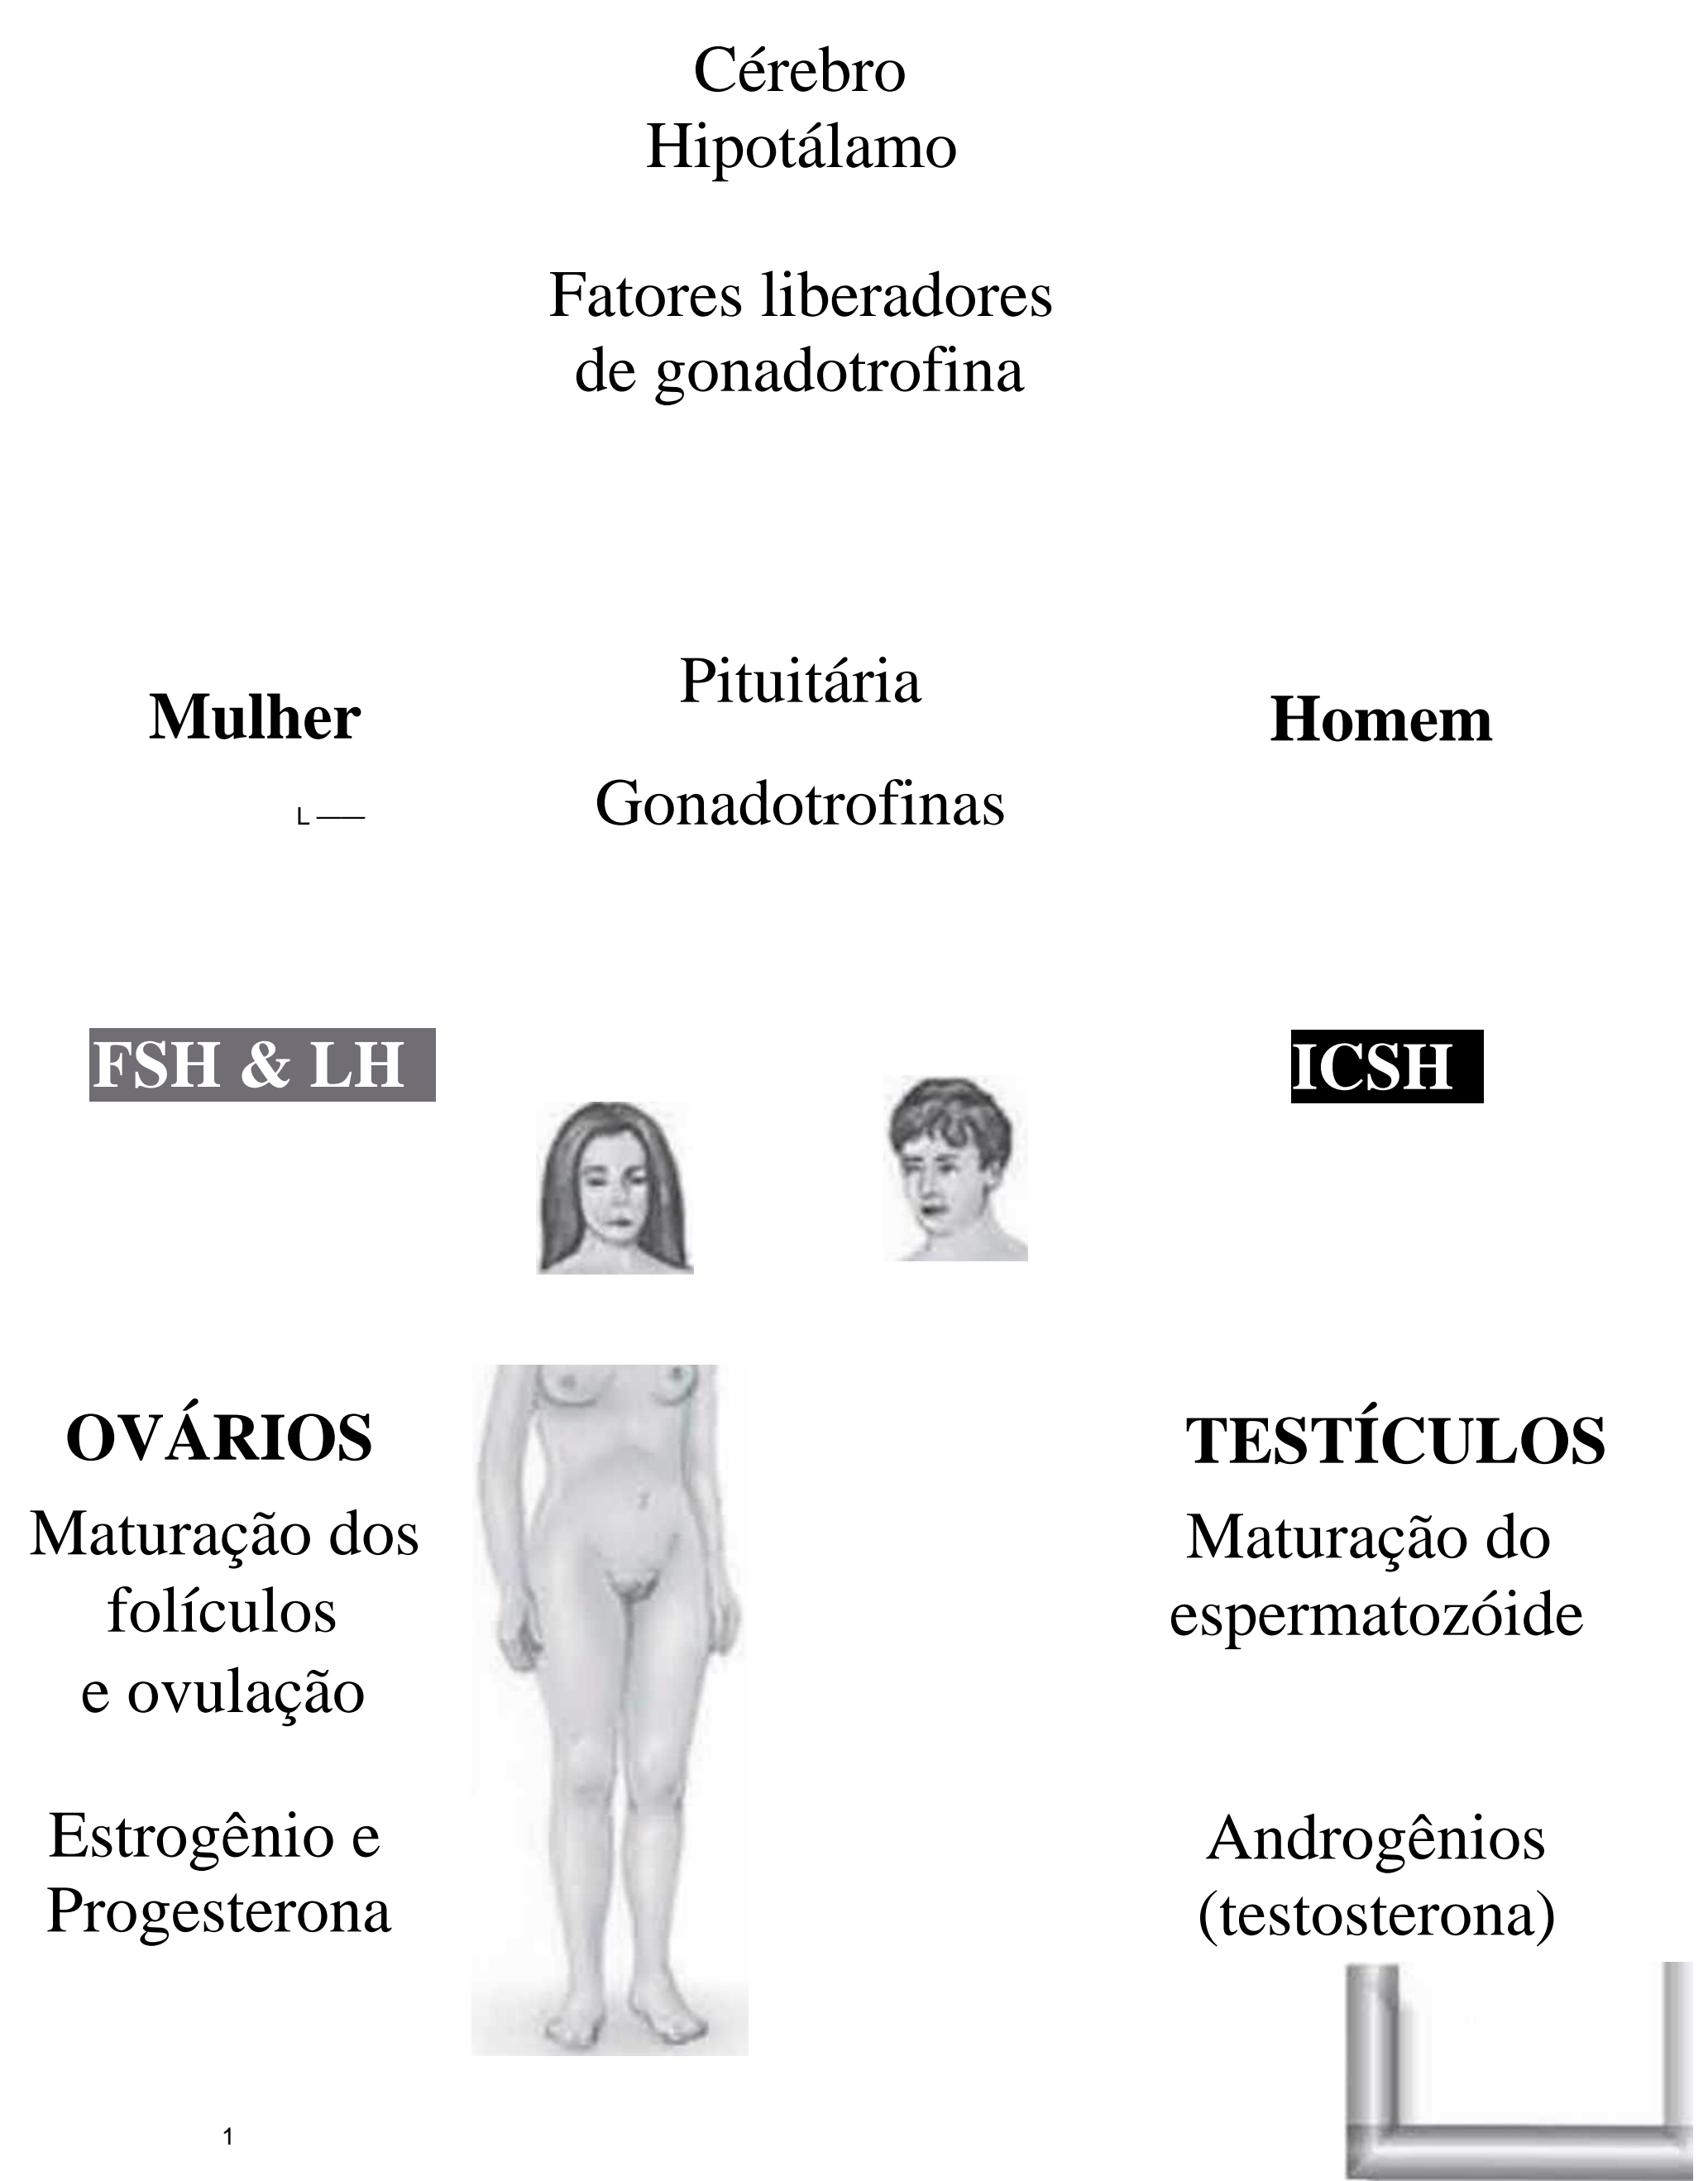 Cérebro
Hipotálamo
Fatores liberadores
de gonadotrofina
Pituitária
Mulher
Homem
Gonadotrofinas
L ——
FSH & LH
ICSH
OVÁRIOS
Maturação dos
folículos
e ovulação
Estrogênio e
Progesterona
TESTÍCULOS
Maturação do
espermatozóide
Androgênios
(testosterona)
1